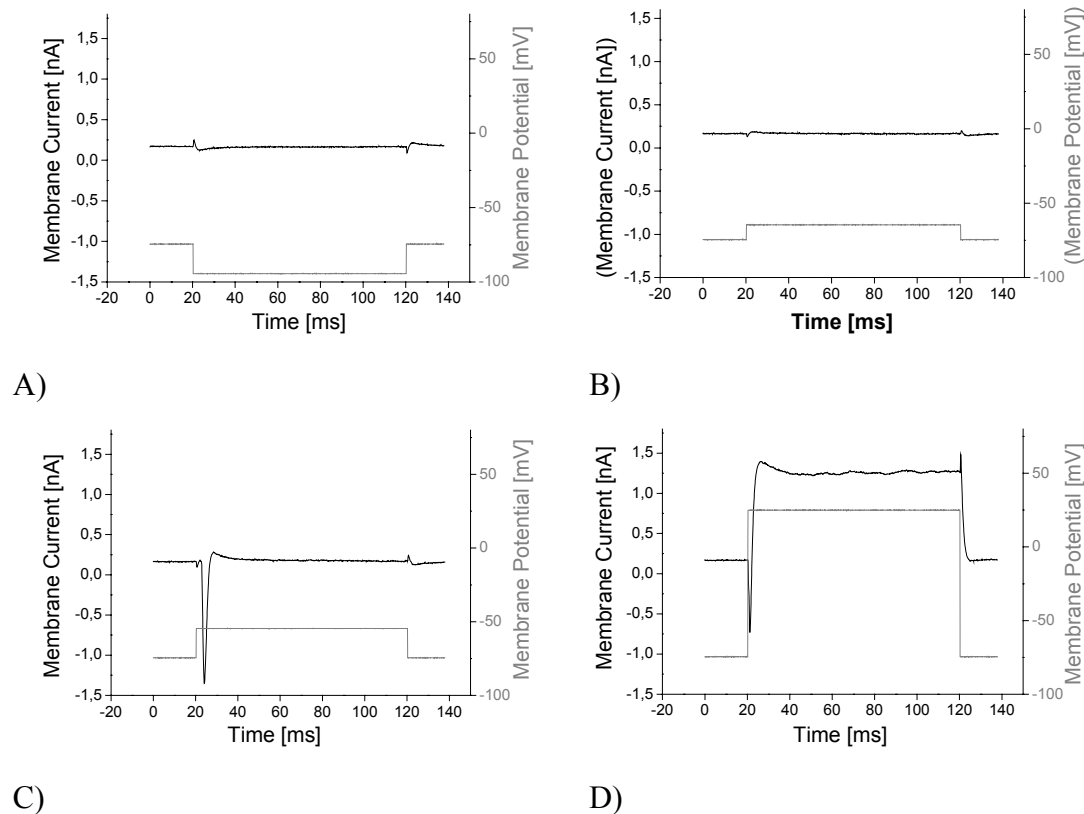 1,5
1,0
0,5
0,0
-0,5
-1,0
-1,5
Membrane Current [nA]
50
0
-50
-100
Membrane Potential [mV]
-20 0 20 40 60 80 100 120 140
Time [ms]
A)
1,5
1,0
0,5
0,0
-0,5
-1,0
-1,5
(Membrane Current [nA])
50
0
-50
-100
(Membrane Potential [mV])
-20 0 20 40 60 80 100 120 140
Time [ms]
B)
1,5
1,0
0,5
0,0
-0,5
-1,0
-1,5
Membrane Current [nA]
50
0
-50
-100
Membrane Potential [mV]
-20 0 20 40 60 80 100 120 140
Time [ms]
C)
1,5
1,0
0,5
0,0
-0,5
-1,0
-1,5
Membrane Current [nA]
50
0
-50
-100
Membrane Potential [mV]
-20 0 20 40 60 80 100 120 140
Time [ms]
D)